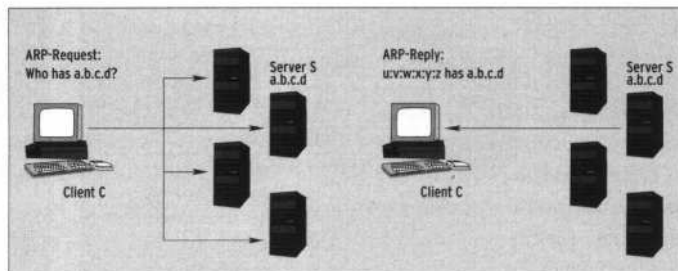 ARP-Request:
Who has a.b.c.d?
Server S
a.b.c.d
Client C
ARP-Reply:
u:v:w:x:y:z has a.b.c.d
Server S
a.b.c.d
Client C